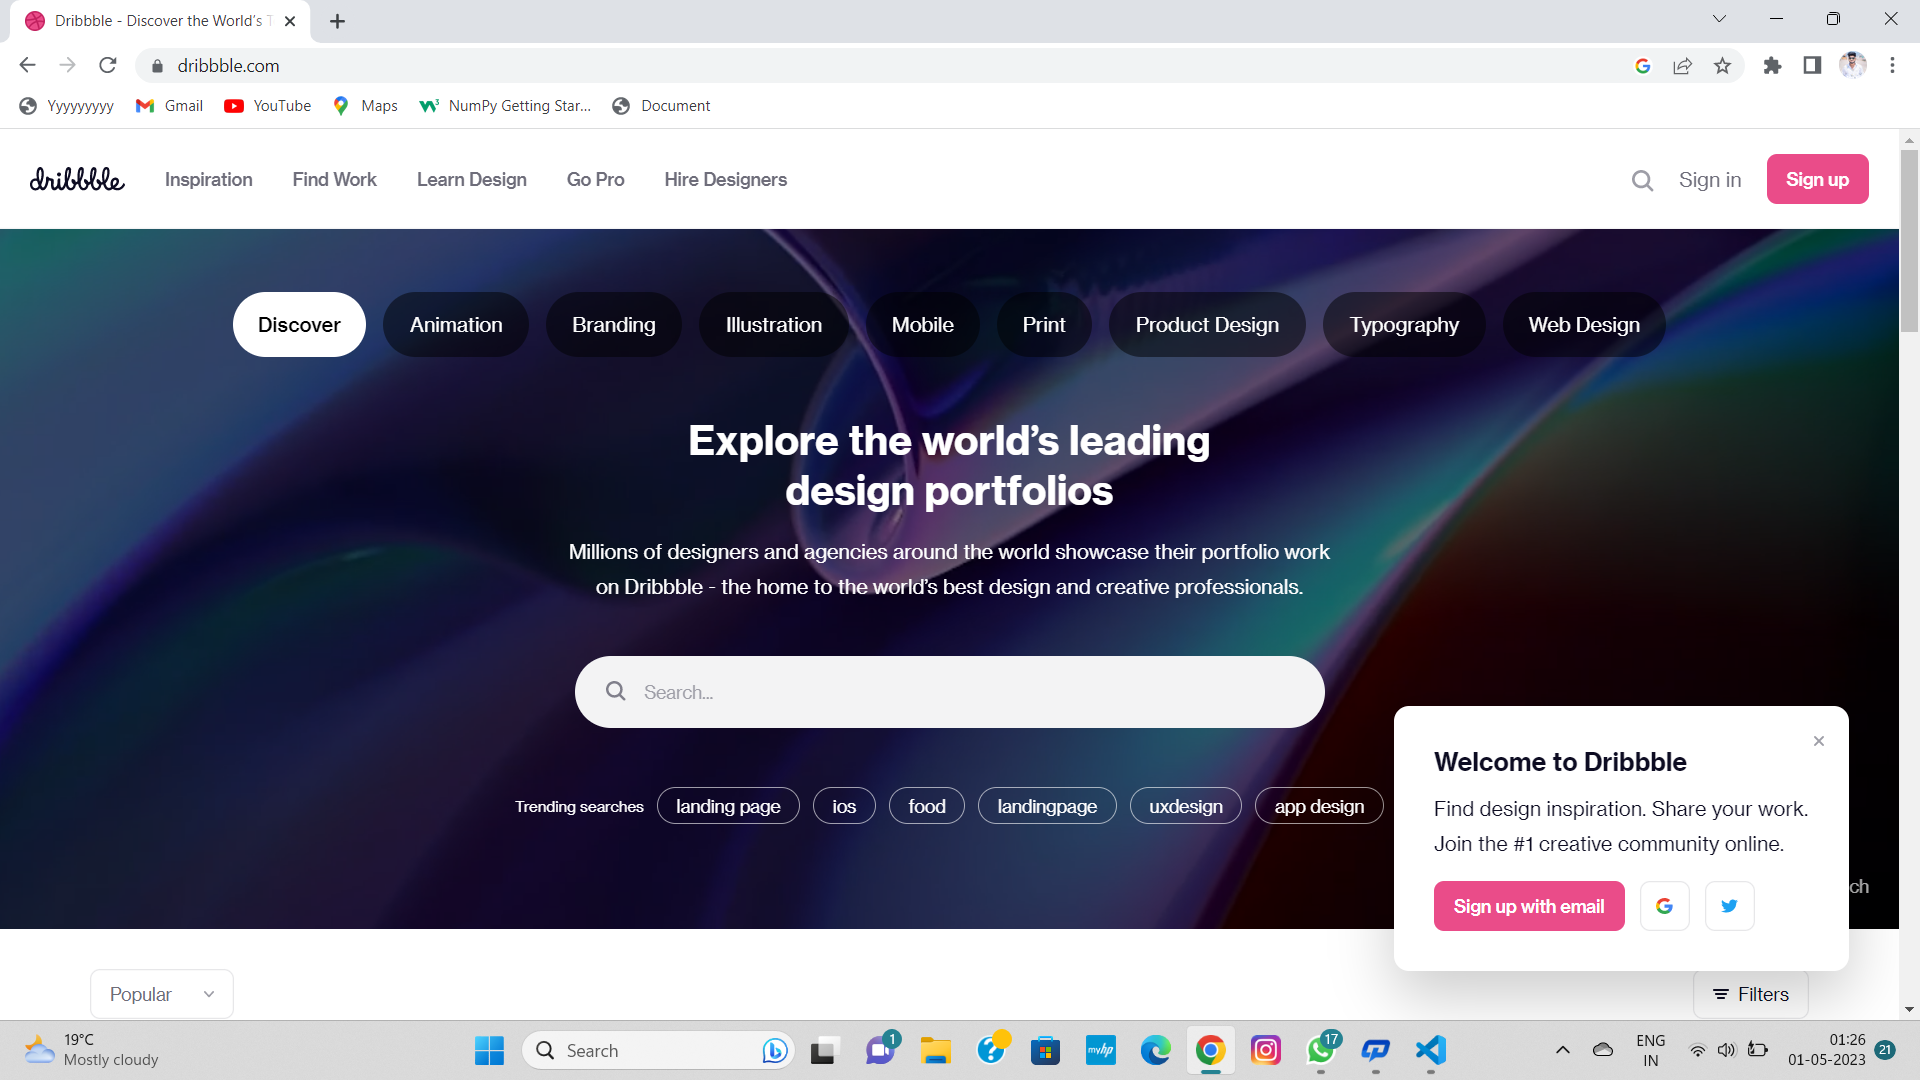 Dribbble - Discover the World's T
dribbble.com
Yyyyyyyyy
Gmail
YouTube
Maps
NumPy Getting Star...
Document
dribbble
Inspiration
Find Work
Learn Design
Go Pro
Hire Designers
Sign in
Sign up
Discover
Animation
Branding
Illustration
Mobile
Print
Product Design
Typography
Web Design
Explore the world's leading
design portfolios
Millions of designers and agencies around the world showcase their portfolio work
on Dribbble - the home to the world's best design and creative professionals.
Search...
Trending searches
landing page
ios
food
landingpage
uxdesign
app design
Welcome to Dribbble
Find design inspiration. Share your work.
Join the #1 creative community online.
ch
Sign up with email
Popular
Filters
19°C
Mostly cloudy
Search
1
myhp
17
ENG
IN
01:26
01-05-2023
21